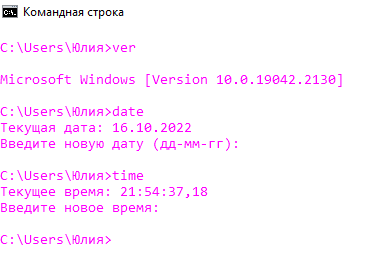 Командная строка
C:\Users\Юлия>ver
Microsoft Windows [Version 10.0.19042.2130]
C:\Users\Юлия>date
Текущая дата: 16.10.2022
Введите новую дату (дд-мм-гг):
C:\Users\Юлия>time
Текущее время: 21:54:37,18
Введите новое время:
C:\Users\Юлия>